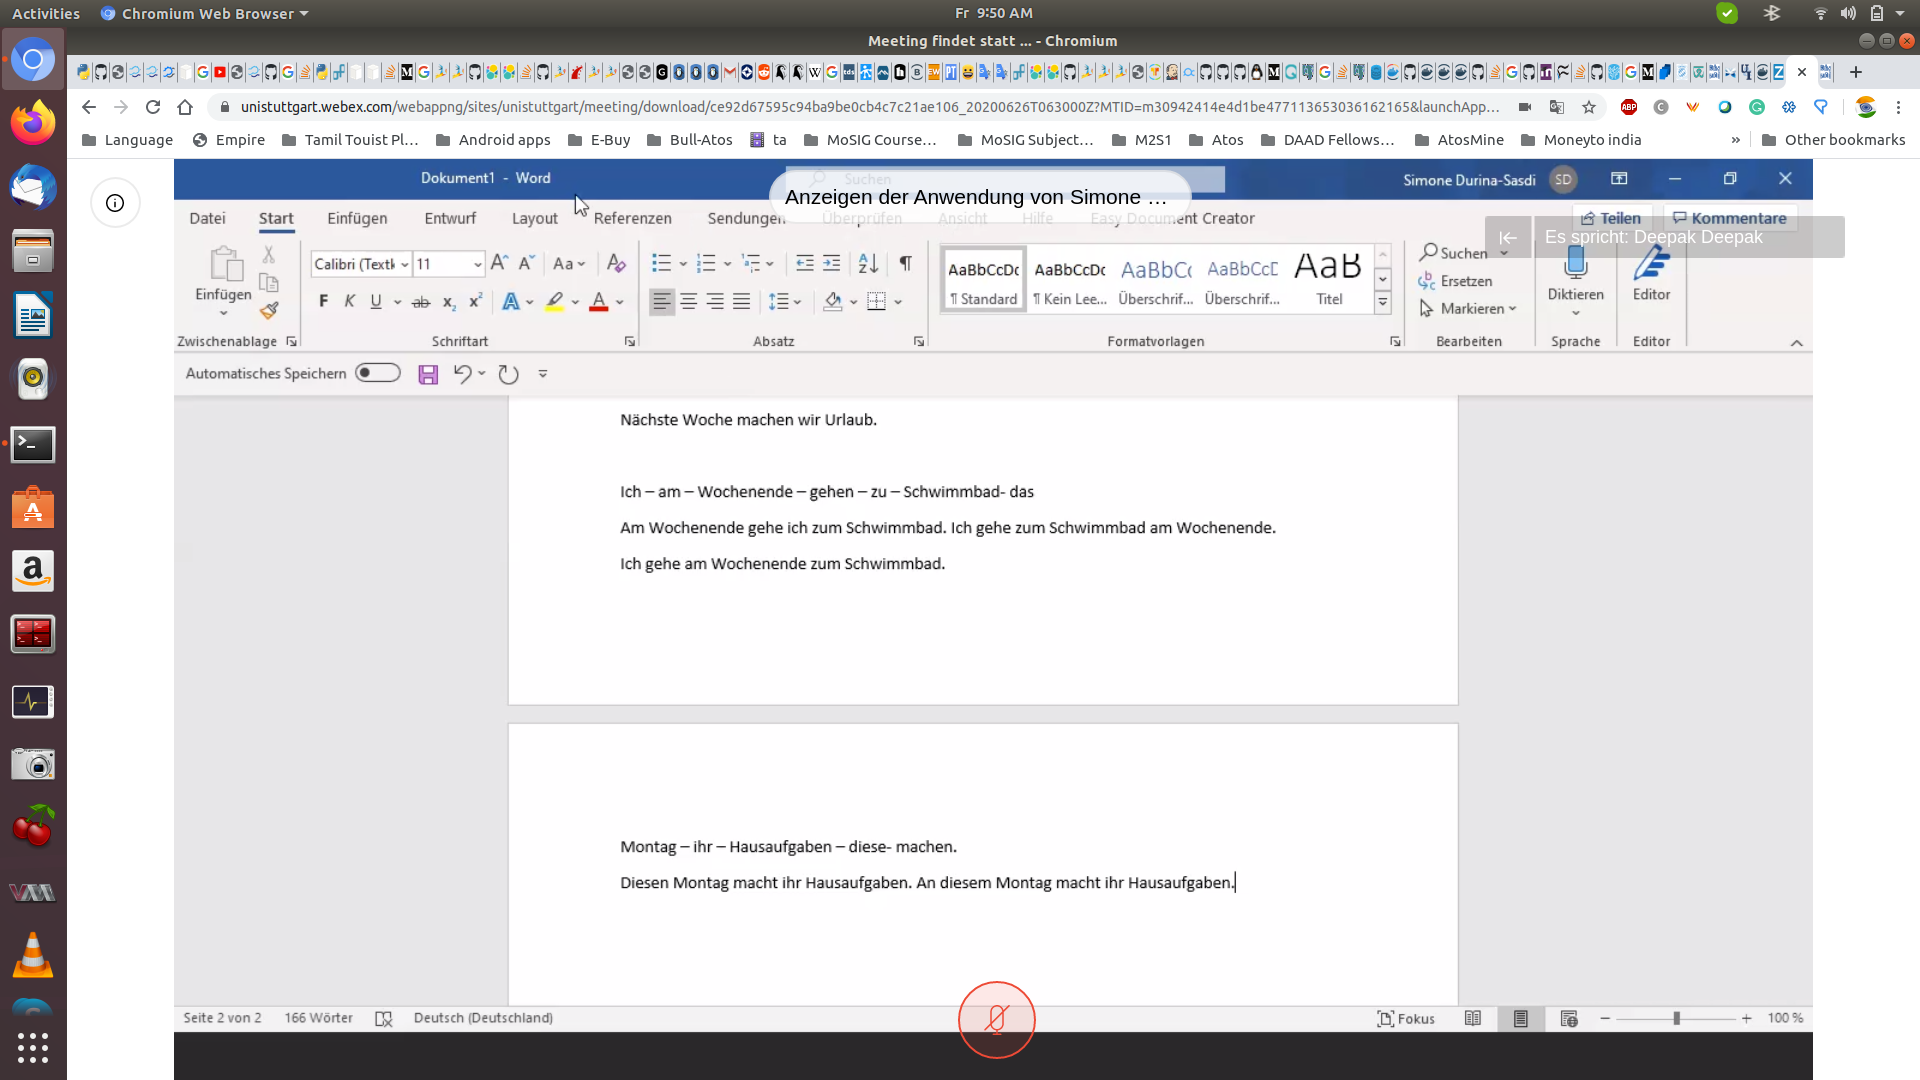 Activities
Chromium Web Browser
Fr 9:50 AM
Meeting findet statt ... - Chromium
unistuttgart.webex.com/webappng/sites/unistuttgart/meeting/download/ce92d67595c94ba9be0cb4c7c21ae106_20200626T063000Z?MTID=m30942414e4d1be477113653036162165&launchApp...
Language
Empire
Tamil Touist Pl...
Android apps
E-Buy
Bull-Atos
ta
MoSIG Course...
MoSIG Subject...
M2S1
Atos
DAAD Fellows...
AtosMine
Moneyto india
»
Other bookmarks
Dokument1 - Word
Suchen
Simone Durina-Sasdi
SD
Anzeigen der Anwendung von Simone ...
Datei
Start
Einfügen
Entwurf
Layout
Referenzen
Sendungen
Überprüfen
Ansicht
Hilfe
Easy Document Creator
Teilen
Kommentare
Es spricht: Deepak Deepak
Einfügen
Calibri (Textk
11
Aa
F K U ab x₂ x²
AaBbCcDc
¶ Standard
AaBbCcDc
¶ Kein Lee...
AaBbC(
Überschrif...
AaBbCcE
Überschrif...
AaB
Titel
Suchen
Ersetzen
Markieren
Diktieren
Editor
Zwischenablage
Schriftart
Absatz
Formatvorlagen
Bearbeiten
Sprache
Editor
Automatisches Speichern
Nächste Woche machen wir Urlaub.
Ich – am – Wochenende – gehen – zu – Schwimmbad- das
Am Wochenende gehe ich zum Schwimmbad. Ich gehe zum Schwimmbad am Wochenende.
Ich gehe am Wochenende zum Schwimmbad.
Montag – ihr – Hausaufgaben – diese- machen.
Diesen Montag macht ihr Hausaufgaben. An diesem Montag macht ihr Hausaufgaben.
Seite 2 von 2
166 Wörter
Deutsch (Deutschland)
Fokus
100 %